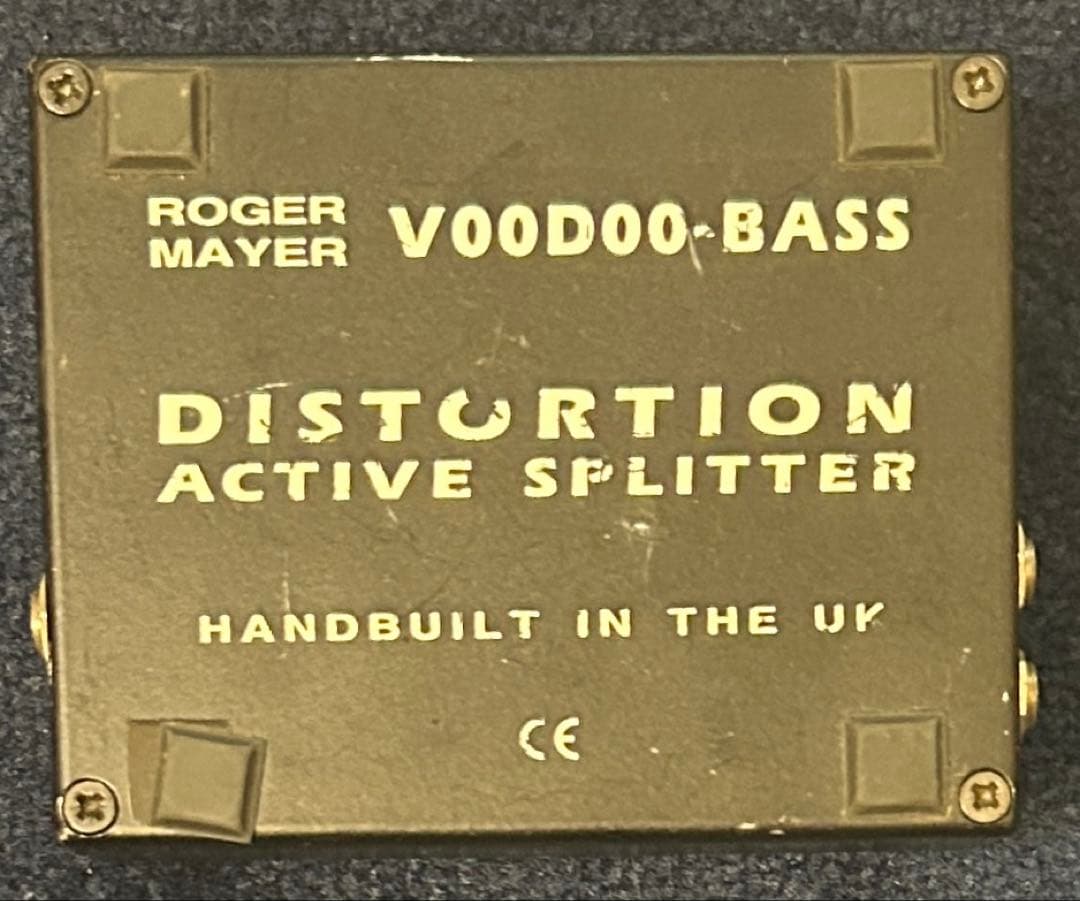 ROGER MAYER VOODOO-BASS
DISTORTION
ACTIVE SPLITTER
HANDBUILT IN THE UK
CE